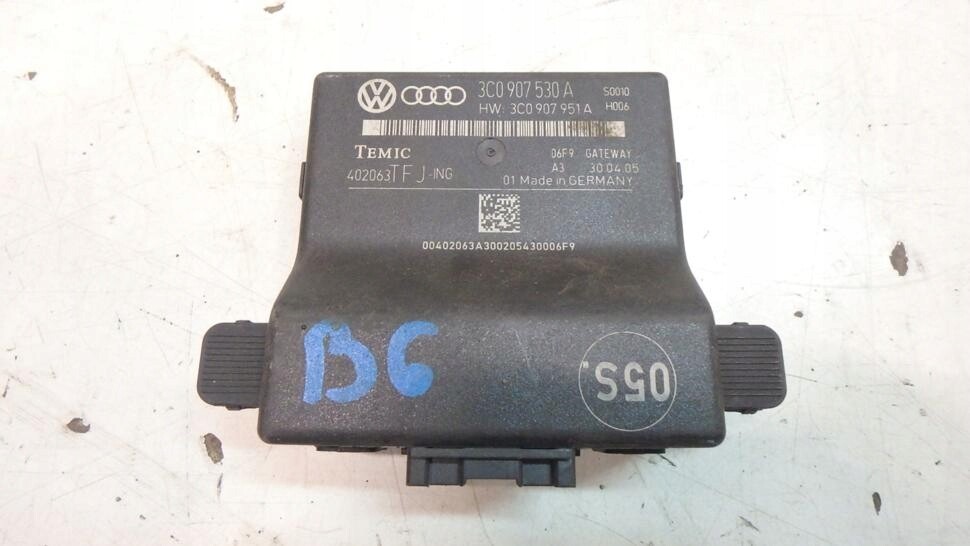 3C0 907 530 A S0010
HW: 3C0 907 951 A H006
TEMIC 06F9 GATEWAY
402063TFJ-ING A3 30.04.05
01 Made in GERMANY
00402063A300205430006F9
B6
05S.